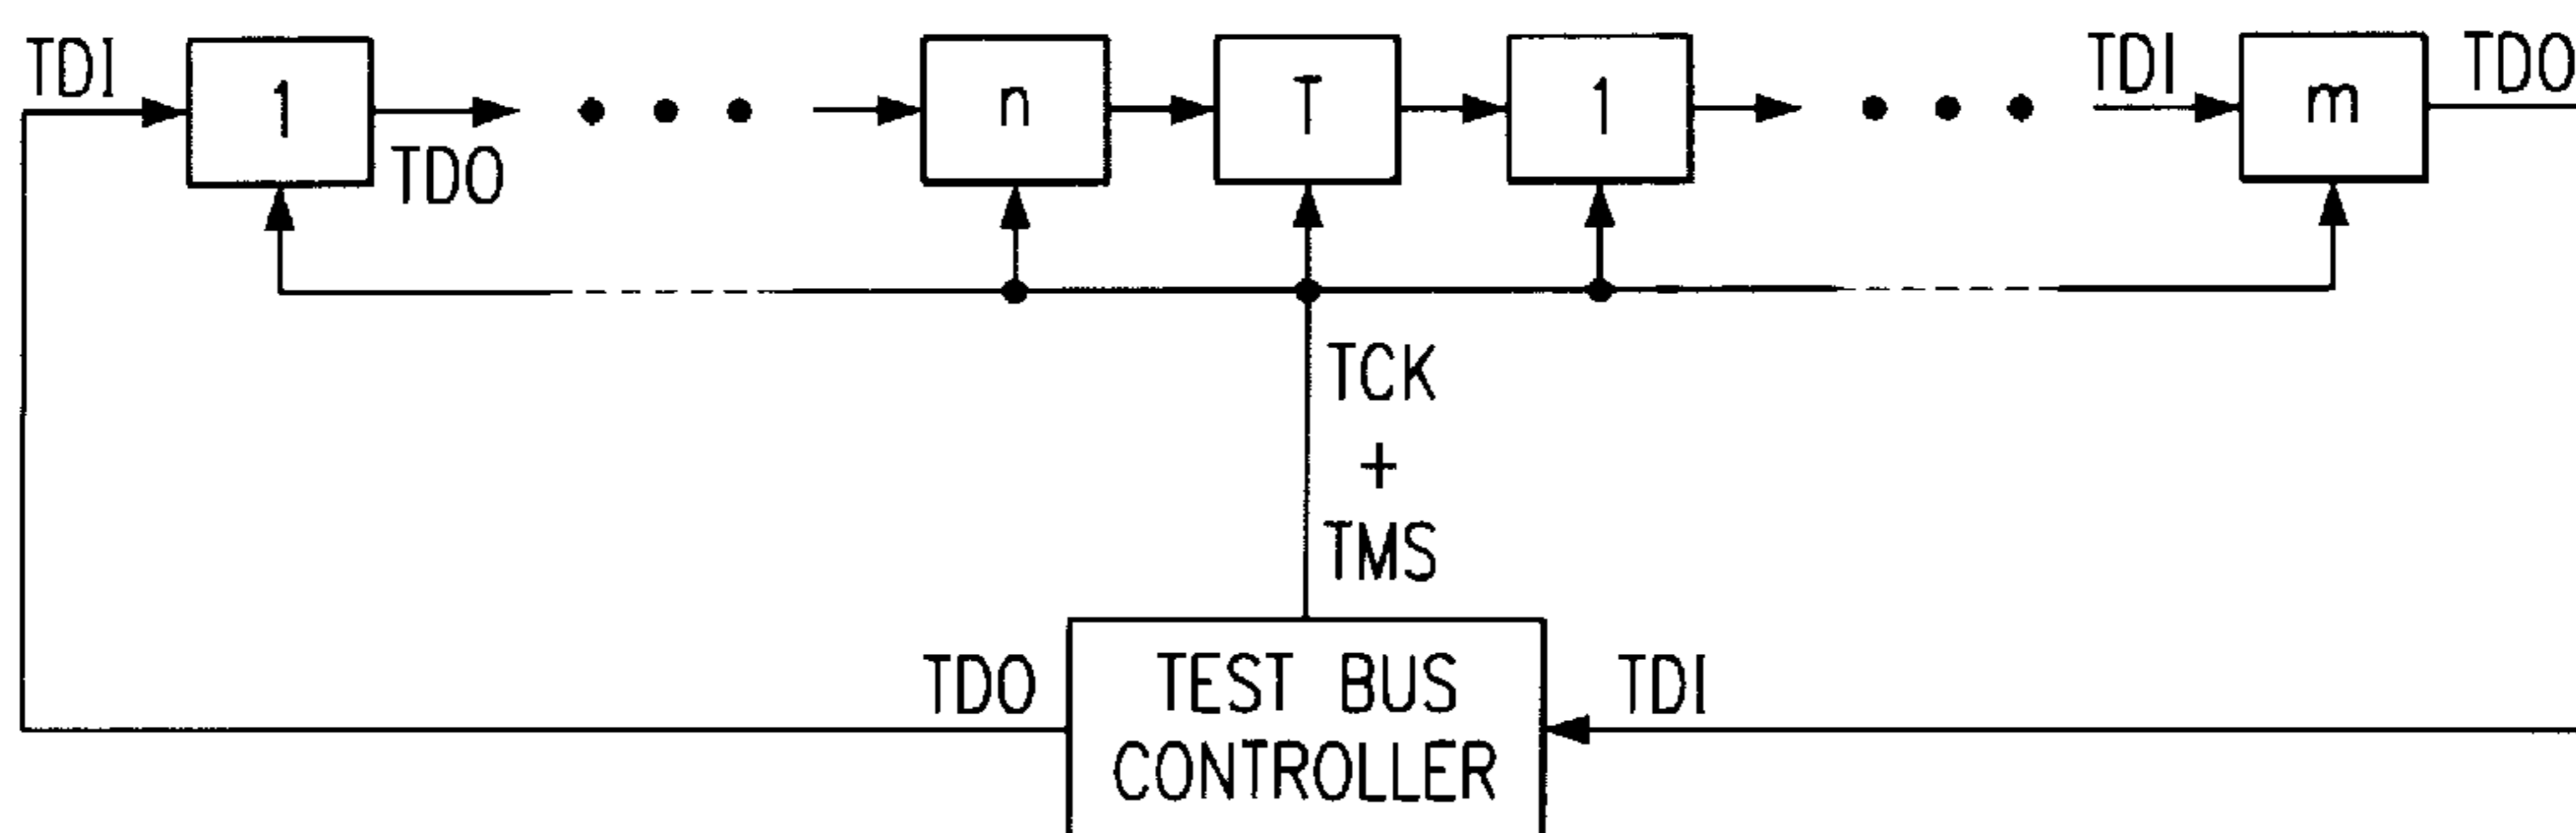 TDI
1
TDO
n
T
1
TDI
m
TDO
TCK
+
TMS
TDO
TEST BUS
CONTROLLER
TDI